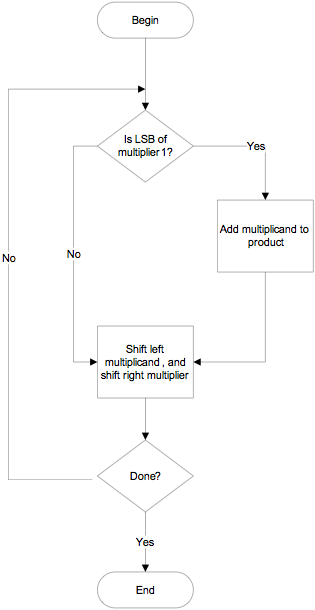 Begin
Is LSB of
multiplier 1?
Yes
Add multiplicand to
product
No
No
Shift left
multiplicand , and
shift right multiplier
Done?
Yes
End